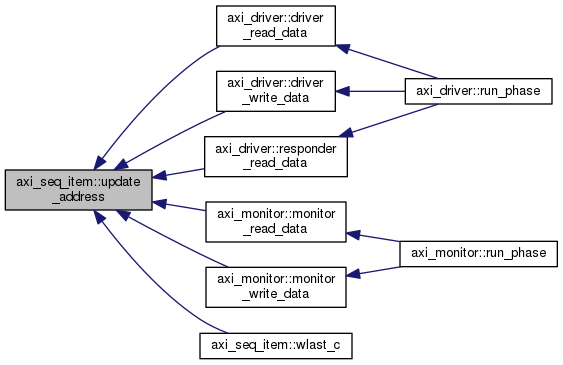 axi_driver::driver
_read_data
axi_driver::driver
_write_data
axi_driver::run_phase
axi_driver::responder
_read_data
axi_seq_item::update
_address
axi_monitor::monitor
_read_data
axi_monitor::run_phase
axi_monitor::monitor
_write_data
axi_seq_item::wlast_c